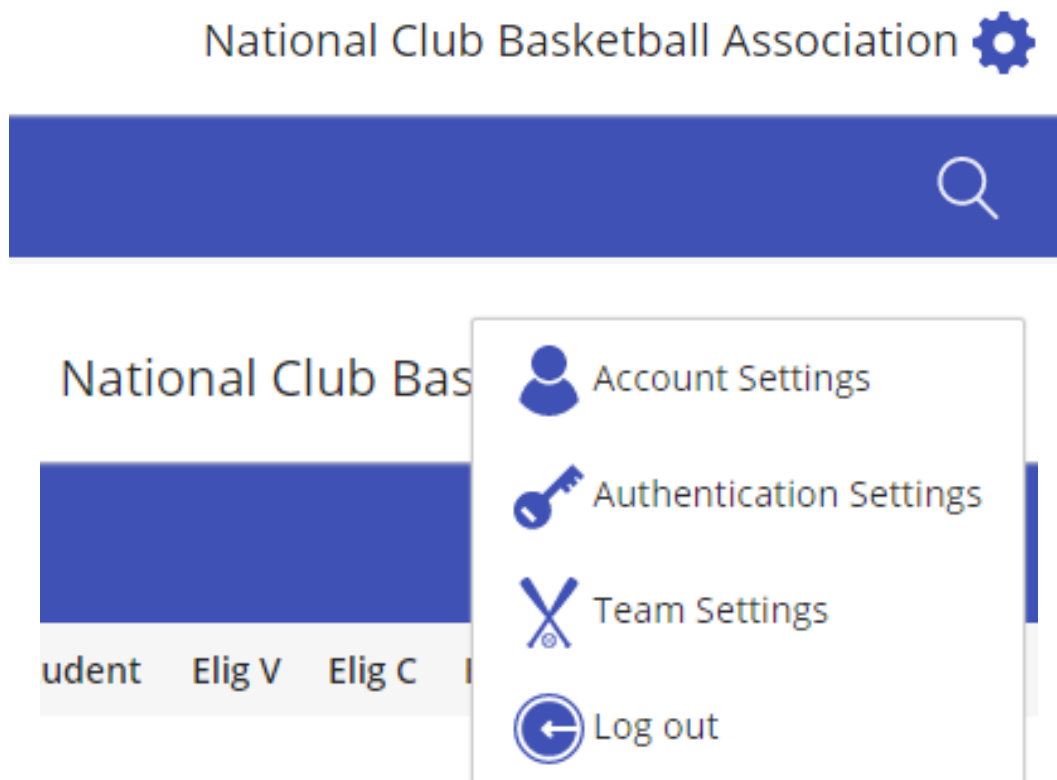 National Club Basketball Association
National Club Bas
Account Settings
Authentication Settings
Team Settings
udent Elig V Elig C
Log out